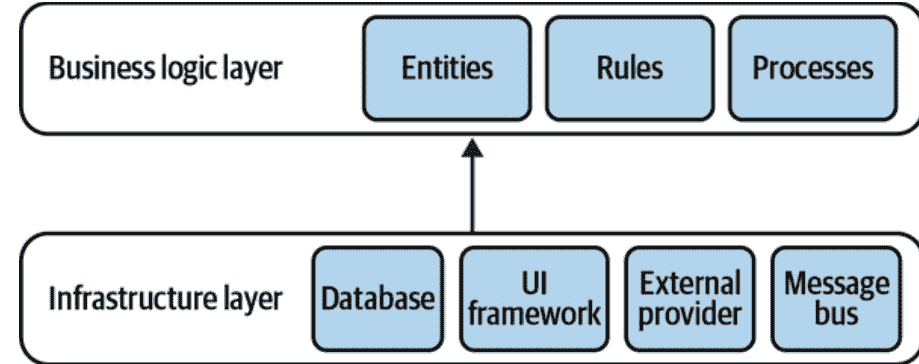 Business logic layer
Entities
Rules
Processes
Infrastructure layer
Database
UI
framework
External
provider
Message
bus